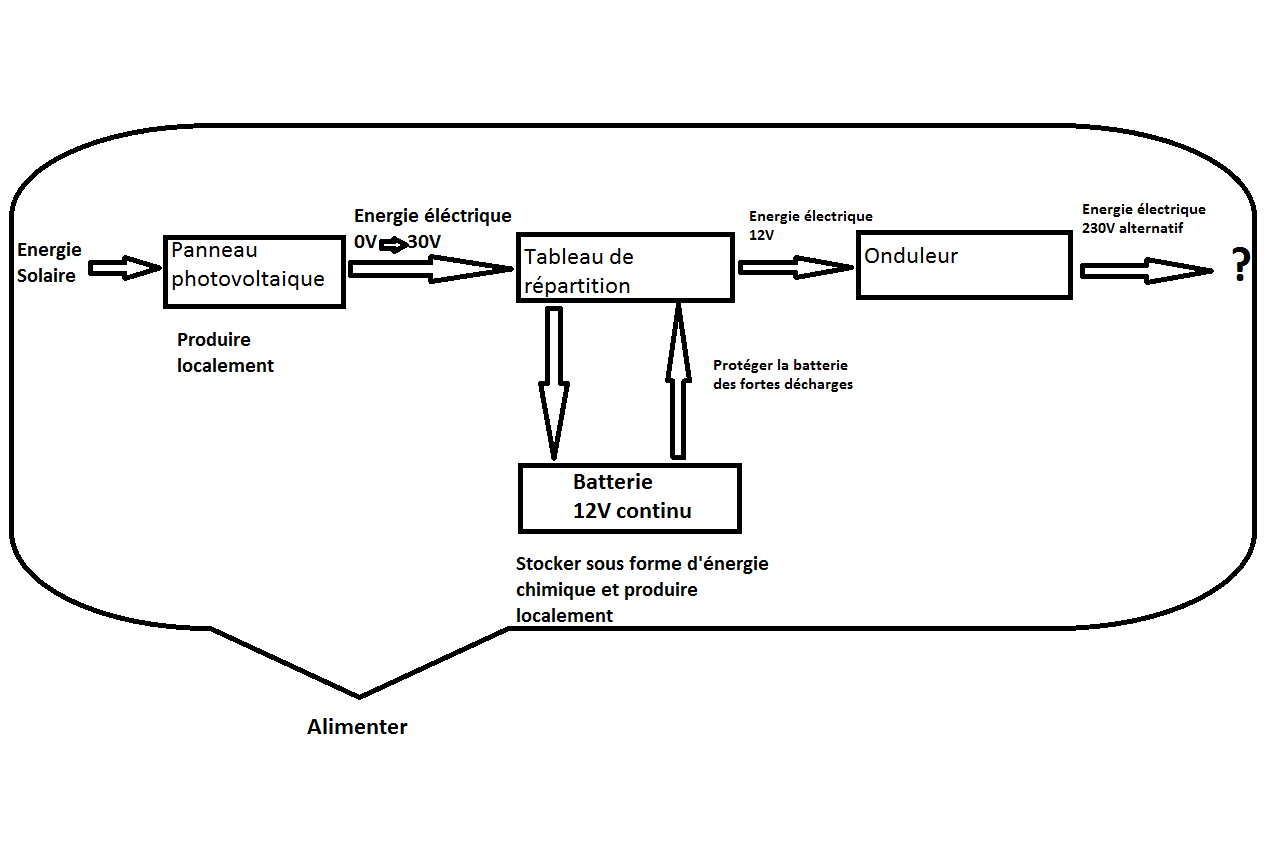 Energie
Solaire
Panneau
photovoltaique
Produire
localement
Energie éléctrique
0V 30V
Tableau de
répartition
Energie électrique
12V
Onduleur
Energie électrique
230V alternatif
?
Protéger la batterie
des fortes décharges
Batterie
12V continu
Stocker sous forme d'énergie
chimique et produire
localement
Alimenter